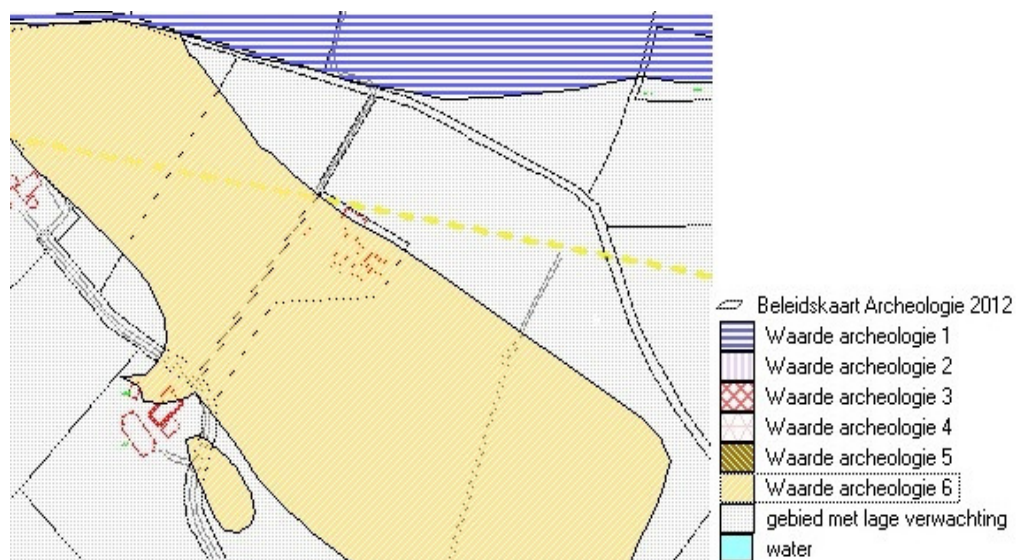 Beleidskaart Archeologie 2012
Waarde archeologie 1
Waarde archeologie 2
Waarde archeologie 3
Waarde archeologie 4
Waarde archeologie 5
Waarde archeologie 6
gebied met lage verwachting
water